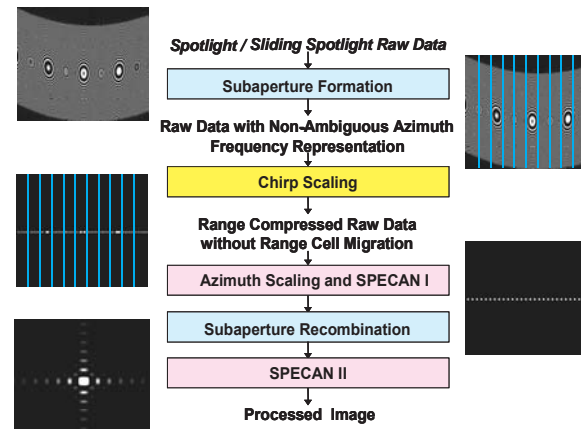 Spotlight / Sliding Spotlight Raw Data
Subaperture Formation
Raw Data with Non-Ambiguous Azimuth
Frequency Representation
Chirp Scaling
Range Compressed Raw Data
without Range Cell Migration
Azimuth Scaling and SPECAN I
Subaperture Recombination
SPECAN II
Processed Image